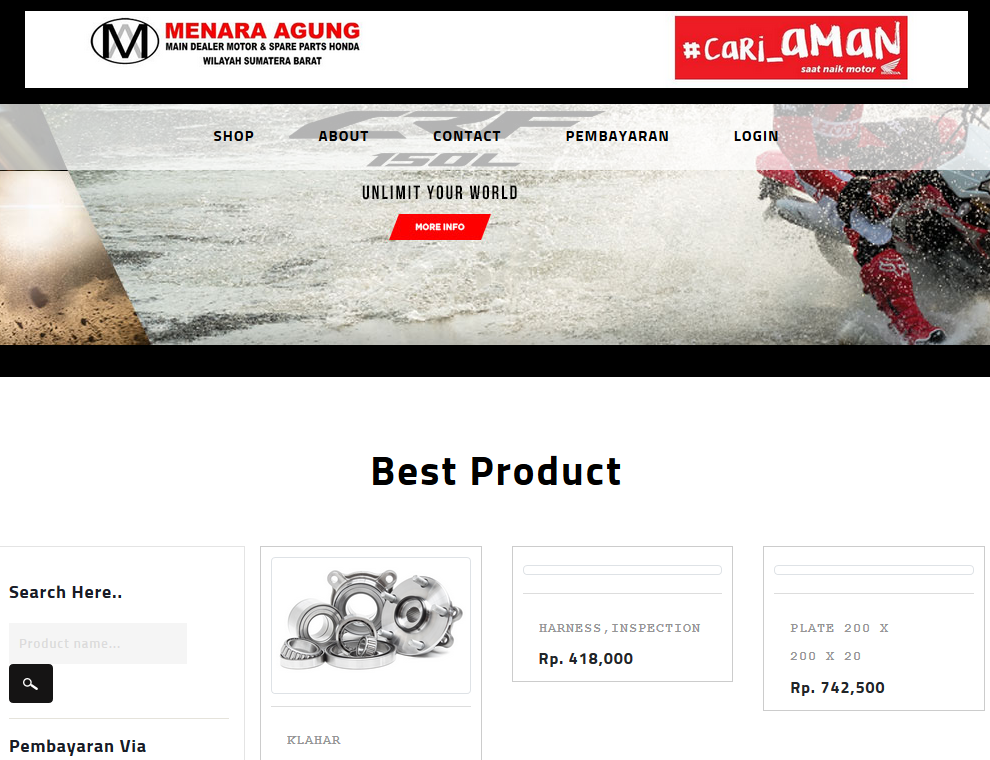 MENARA AGUNG
MAIN DEALER MOTOR & SPARE PARTS HONDA
WILAYAH SUMATERA BARAT
#CARI_AMAN
saat naik motor
HONDA
SHOP
ABOUT
CONTACT
PEMBAYARAN
LOGIN
CRF
150L
UNLIMIT YOUR WORLD
MORE INFO
Best Product
Search Here..
Product name...
Pembayaran Via
KLAHAR
HARNESS,INSPECTION
Rp. 418,000
PLATE 200 X
200 X 20
Rp. 742,500